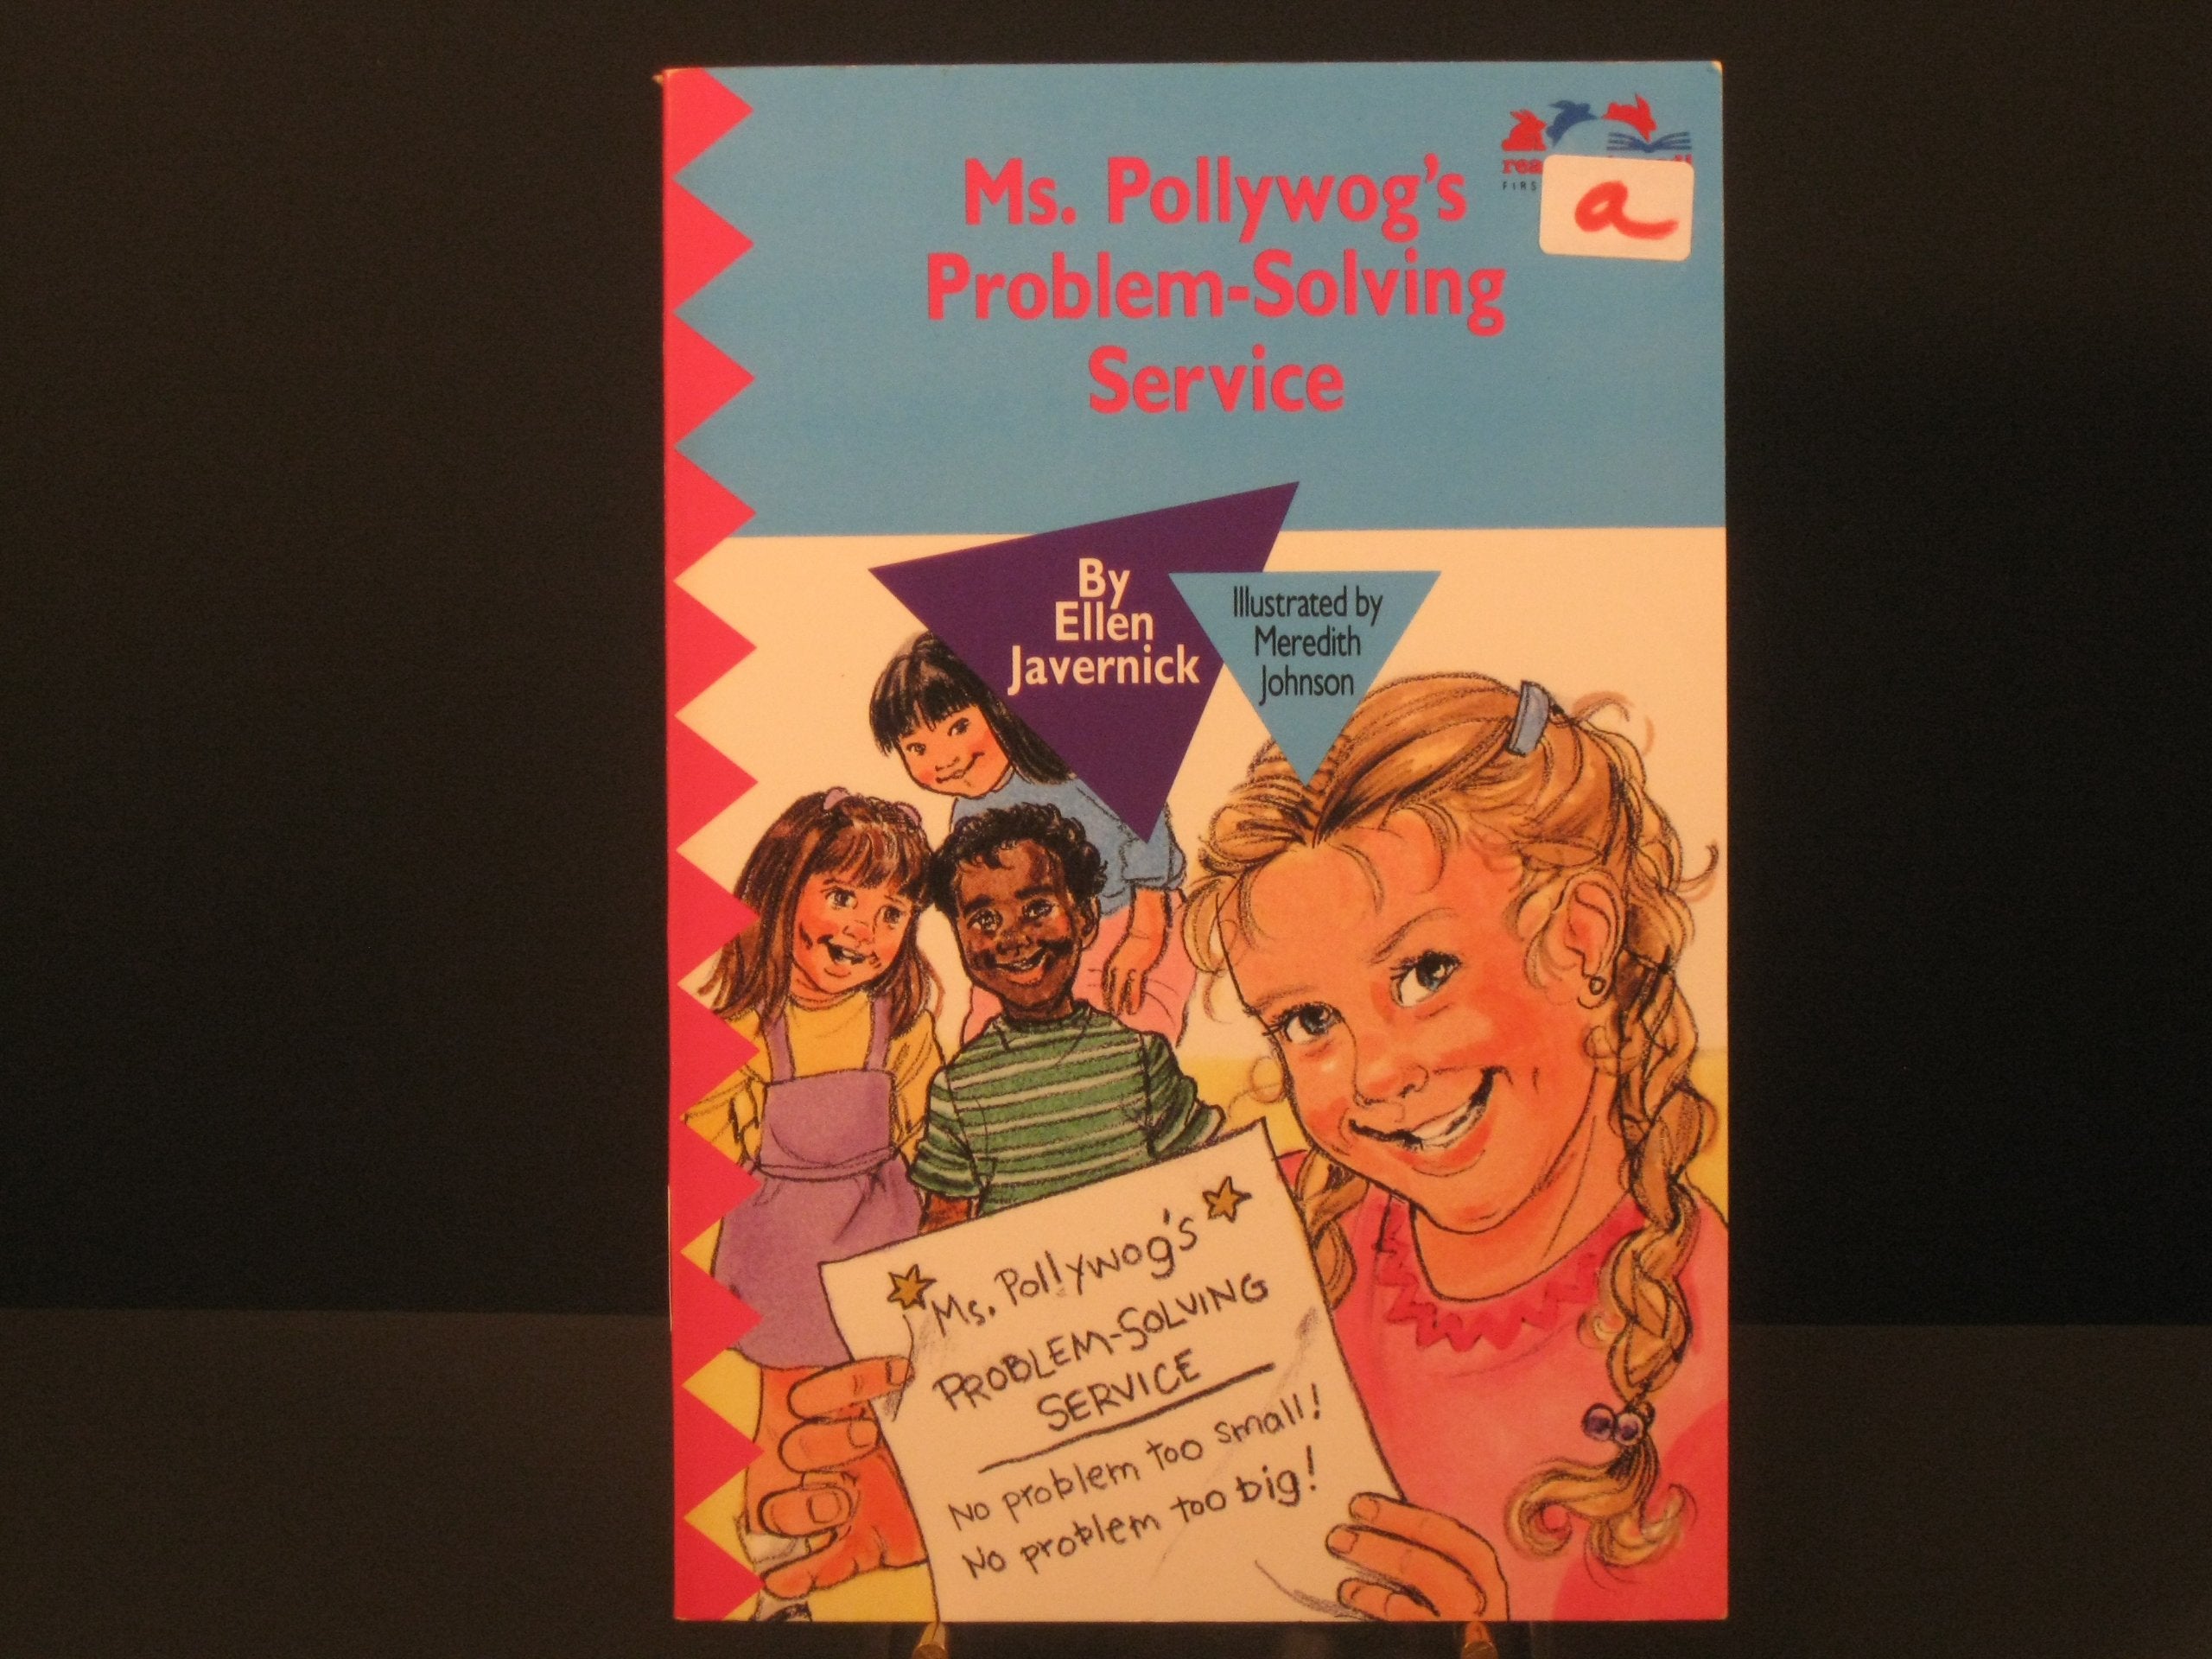 Ms. Pollywog's
Problem-Solving
Service
a
By
Ellen
Javernick
Illustrated by
Meredith
Johnson
Ms. Pollywog's
PROBLEM-SOLVING
SERVICE
No problem too small!
No problem too big!